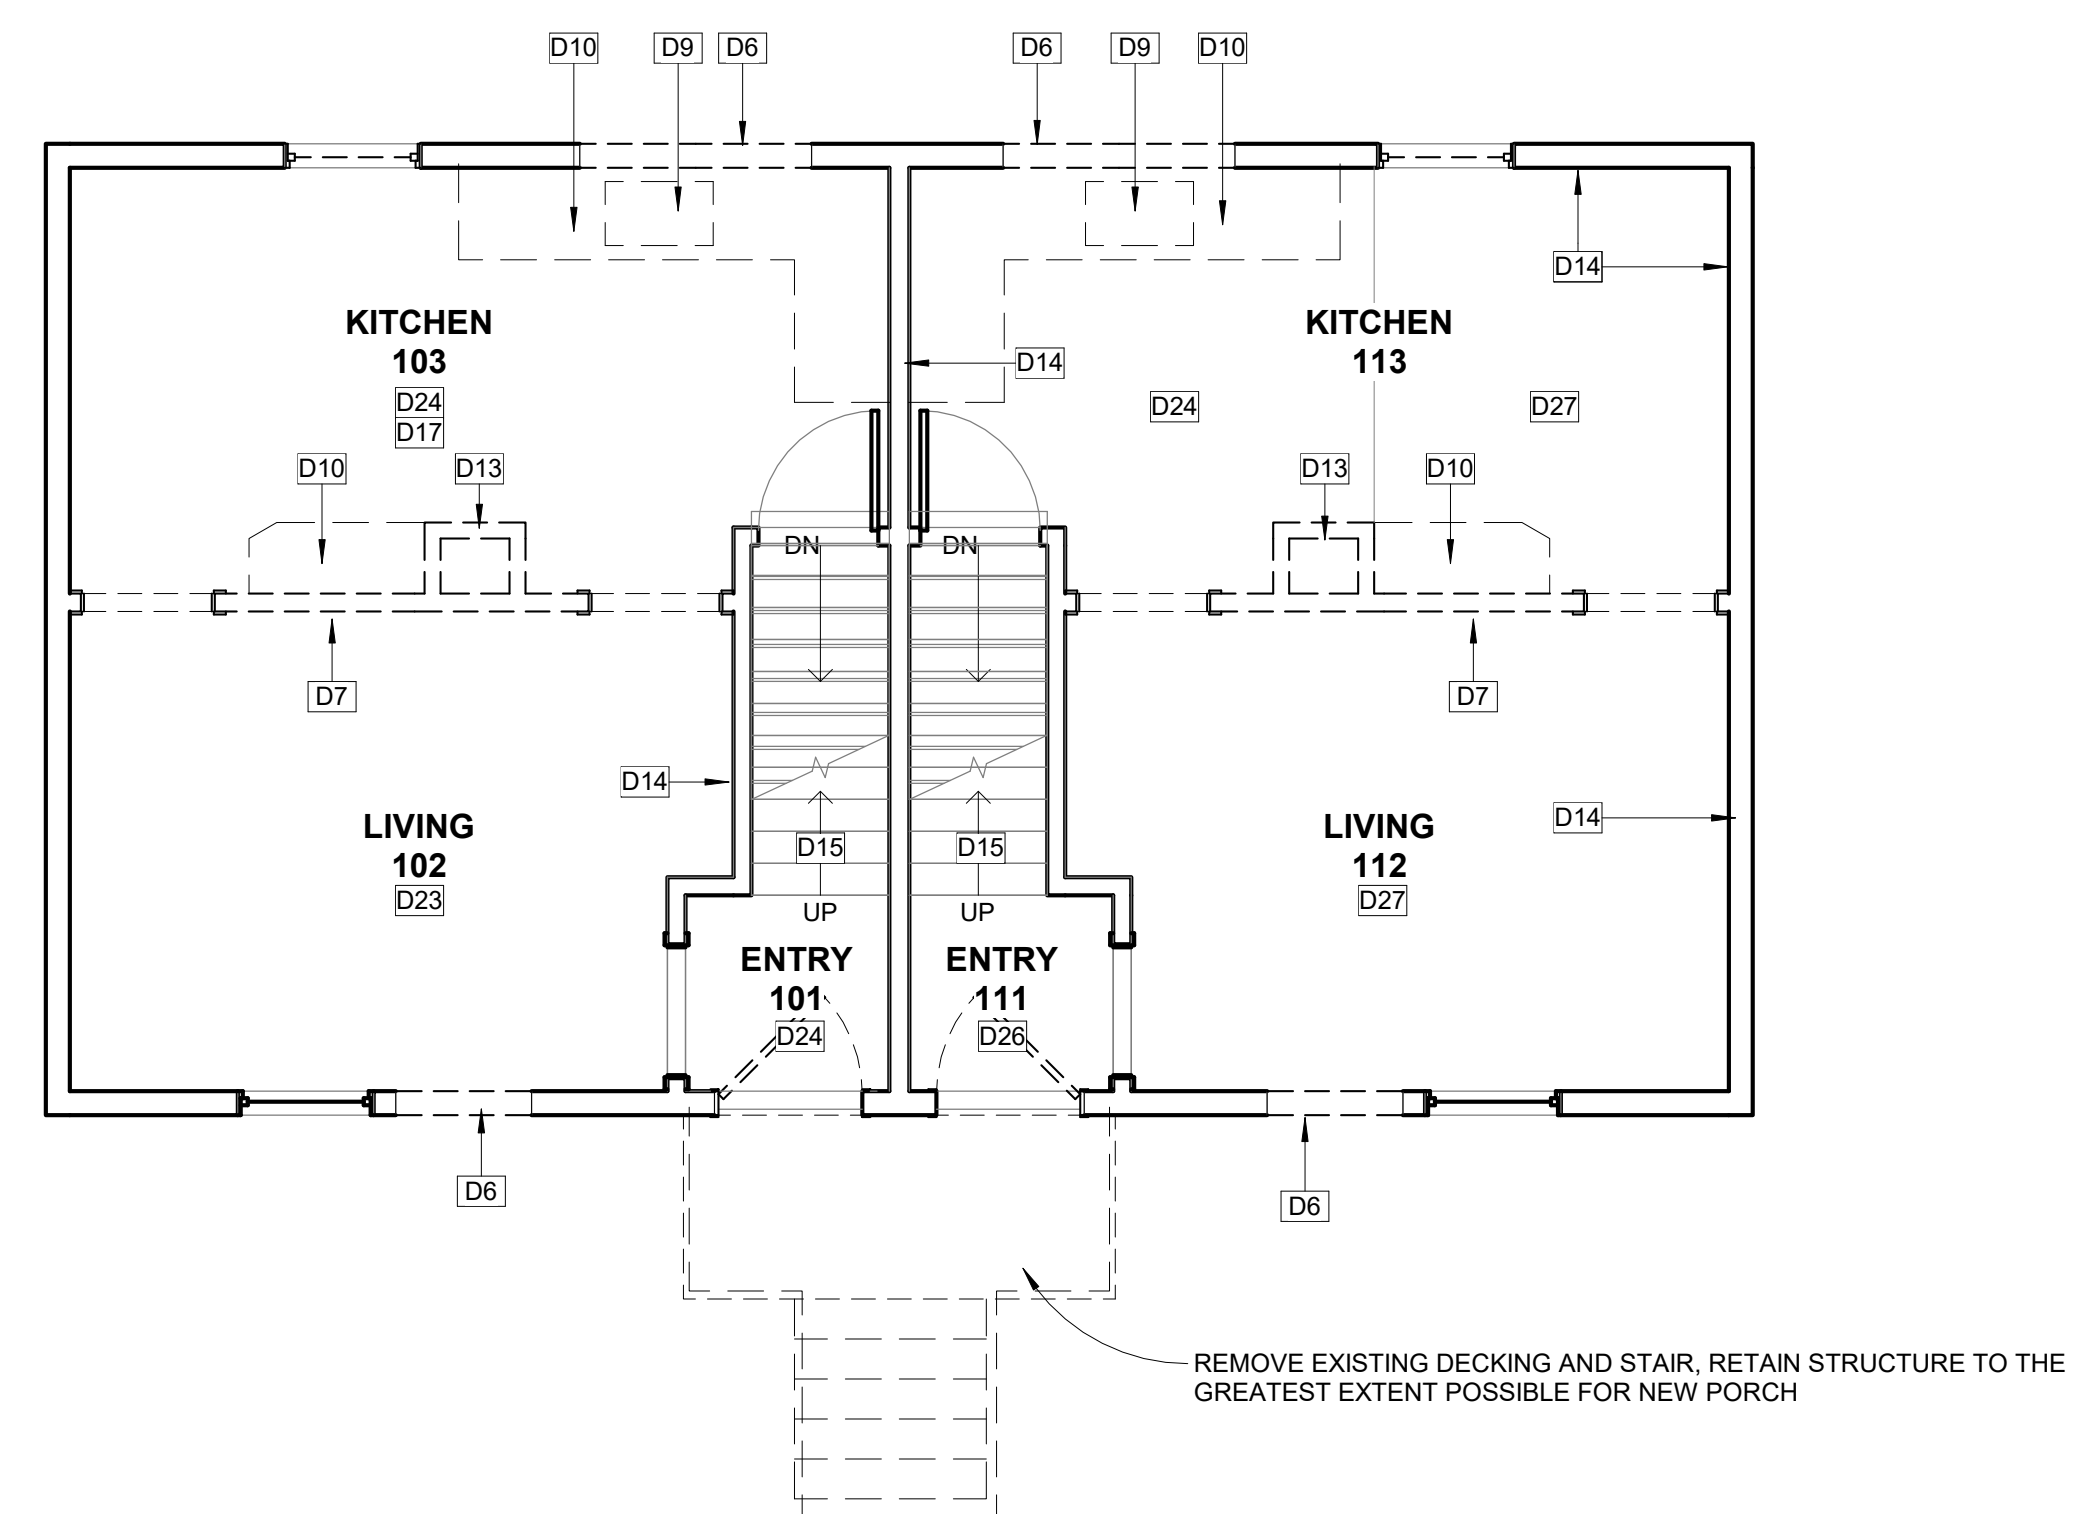 D10 D9 D6 D6 D9 D10
D14
KITCHEN
103
D24
D17
KITCHEN
113
D14
D24 D27
D10 D13 D13 D10
DN DN
D7 D7
D14
D15 D15
D14
LIVING
102
D23
LIVING
112
D27
UP UP
ENTRY
101
D24
ENTRY
111
D26
D6 D6
REMOVE EXISTING DECKING AND STAIR, RETAIN STRUCTURE TO THE
GREATEST EXTENT POSSIBLE FOR NEW PORCH